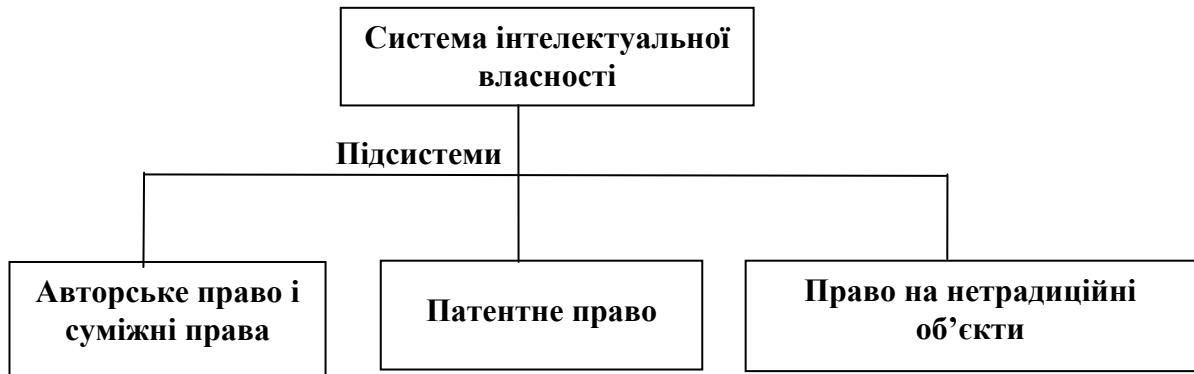 Система інтелектуальної
власності
Підсистеми
Авторське право і
суміжні права
Патентне право
Право на нетрадиційні
об’єкти